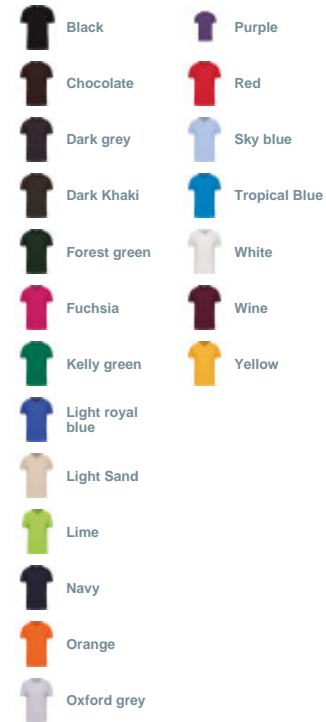 Black
Chocolate
Dark grey
Dark Khaki
Forest green
Fuchsia
Kelly green
Light royal
blue
Light Sand
Lime
Navy
Orange
Oxford grey
Purple
Red
Sky blue
Tropical Blue
White
Wine
Yellow